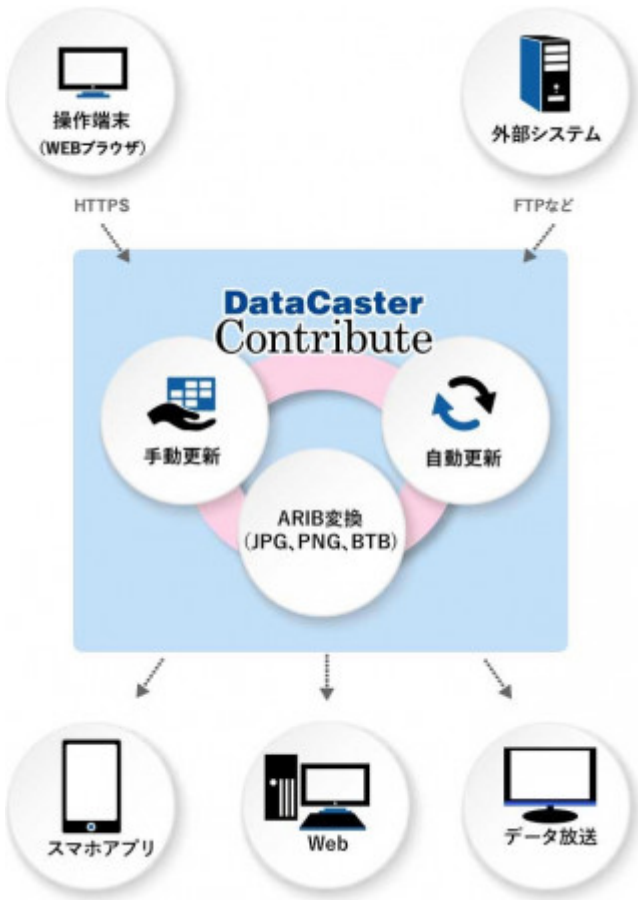 操作端末
(WEBブラウザ)
外部システム
HTTPS
FTPなど
DataCaster
Contribute
手動更新
自動更新
ARIB変換
(JPG、PNG、BTB)
スマホアプリ
Web
データ放送